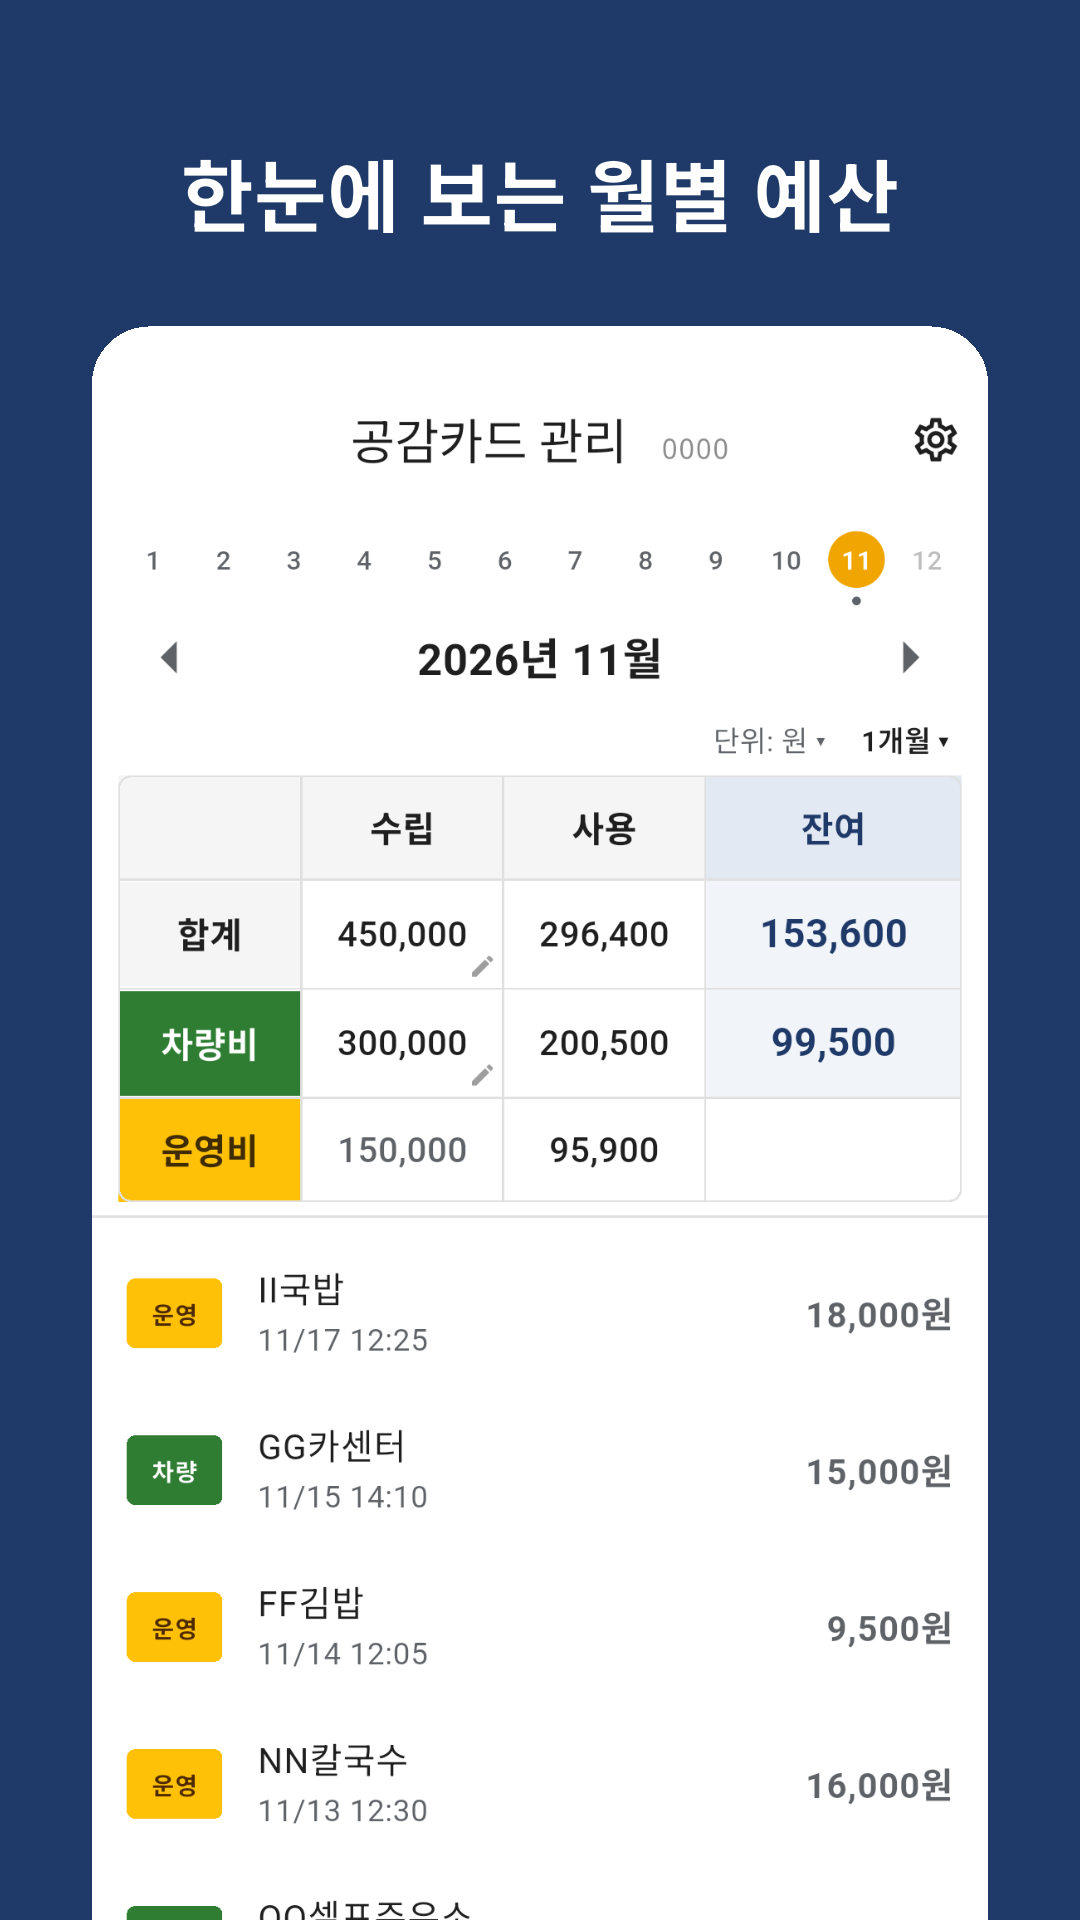 한눈에 보는 월별 예산
공감카드 관리 0000
1 2 3 4 5 6 7 8 9 10 11 12
2026년 11월
단위: 원 ▾ 1개월 ▾
수립 사용 잔여
합계 450,000 296,400 153,600
차량비 300,000 200,500 99,500
운영비 150,000 95,900
운영 II국밥 18,000원
11/17 12:25
차량 GG카센터 15,000원
11/15 14:10
운영 FF김밥 9,500원
11/14 12:05
운영 NN칼국수 16,000원
11/13 12:30